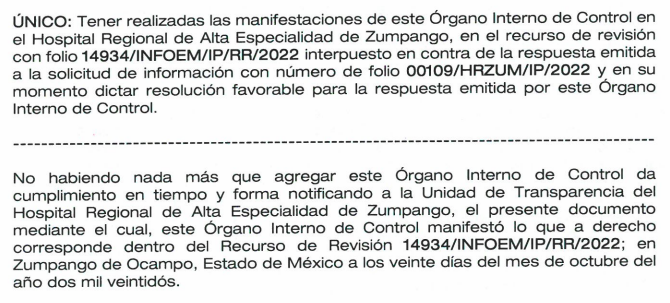 ÚNICO: Tener realizadas las manifestaciones de este Órgano Interno de Control en
el Hospital Regional de Alta Especialidad de Zumpango, en el recurso de revisión
con folio 14934/INFOEM/IP/RR/2022 interpuesto en contra de la respuesta emitida
a la solicitud de información con número de folio 00109/HRZUM/IP/2022 y en su
momento dictar resolución favorable para la respuesta emitida por este Órgano
Interno de Control.
--------------------------------------------------------------------------------------------
No habiendo nada más que agregar este Órgano Interno de Control da
cumplimiento en tiempo y forma notificando a la Unidad de Transparencia del
Hospital Regional de Alta Especialidad de Zumpango, el presente documento
mediante el cual, este Órgano Interno de Control manifestó lo que a derecho
corresponde dentro del Recurso de Revisión 14934/INFOEM/IP/RR/2022; en
Zumpango de Ocampo, Estado de México a los veinte días del mes de octubre del
año dos mil veintidós.